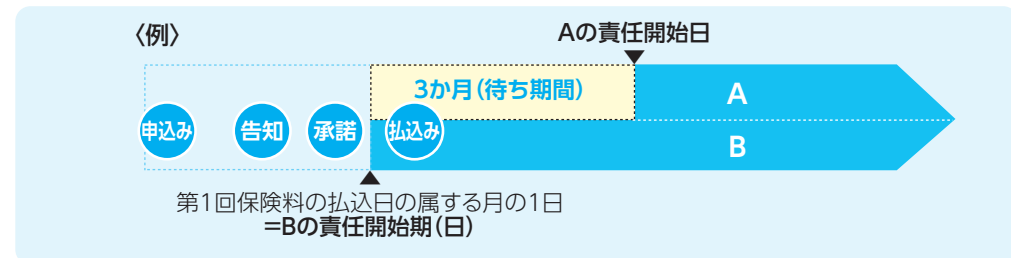 〈例〉
Aの責任開始日
3か月(待ち期間)
A
申込み
告知
承諾
払込み
B
第1回保険料の払込日の属する月の1日
=Bの責任開始期(日)